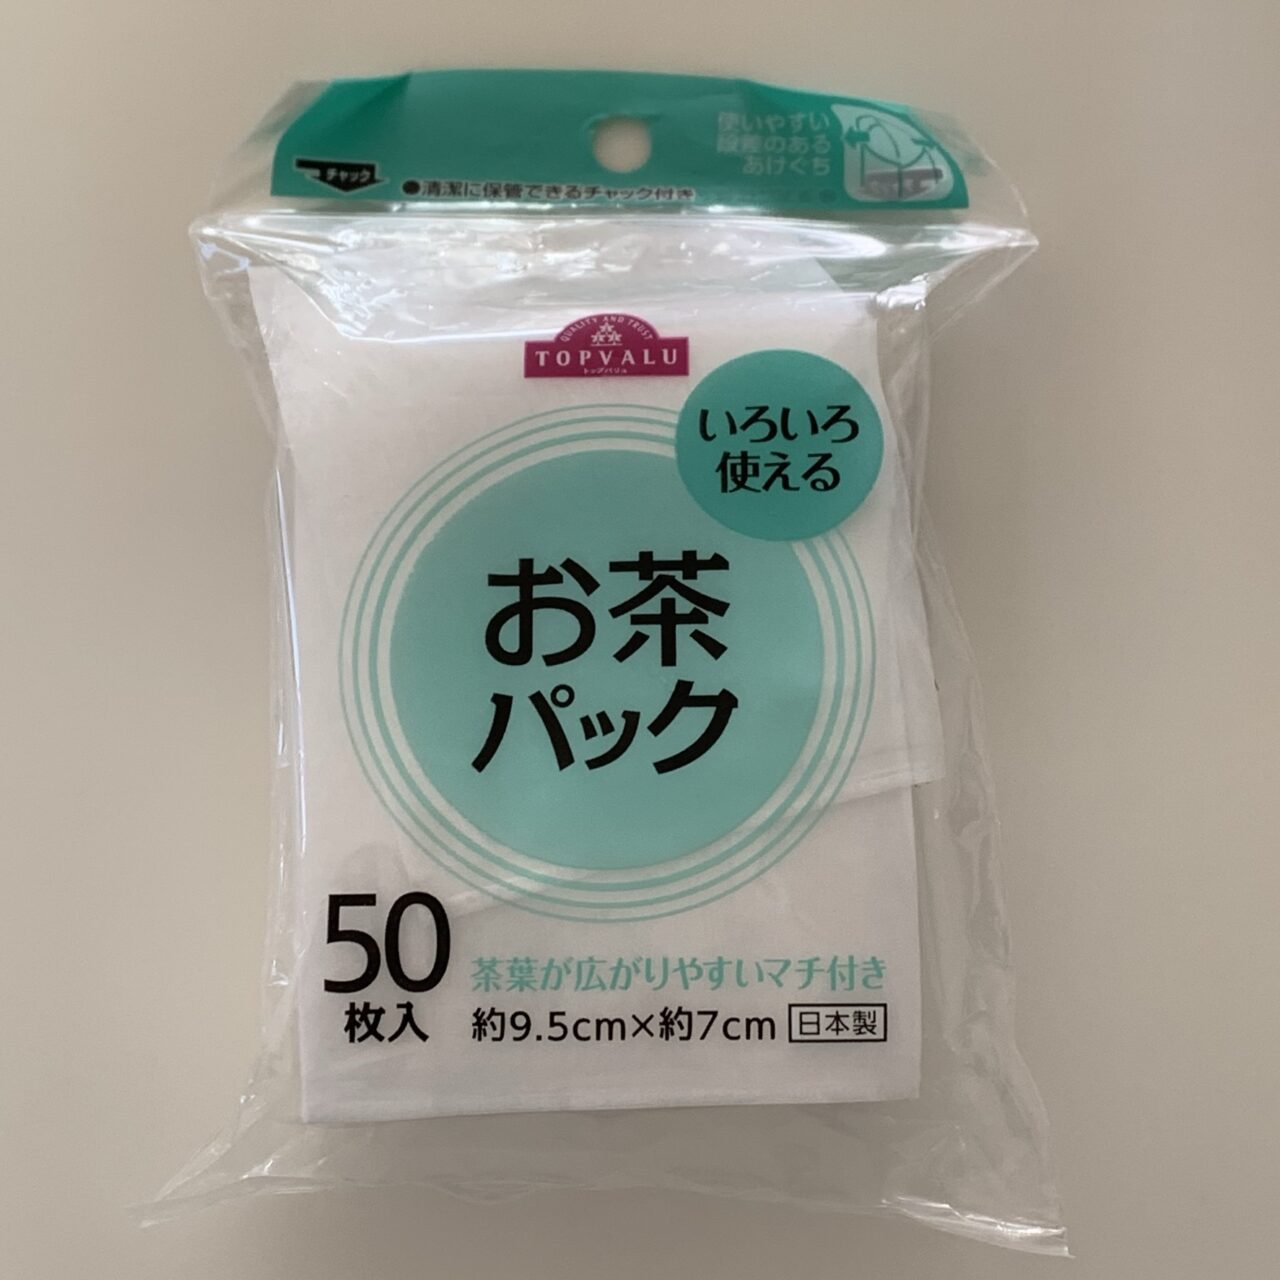 使いやすい
段差のある
あけぐち
チャック
●清潔に保管できるチャック付き
QUALITY AND TRUST
TOPVALU
トップバリュ
いろいろ
使える
お茶
パック
50
枚入
茶葉が広がりやすいマチ付き
約9.5cm×約7cm 日本製